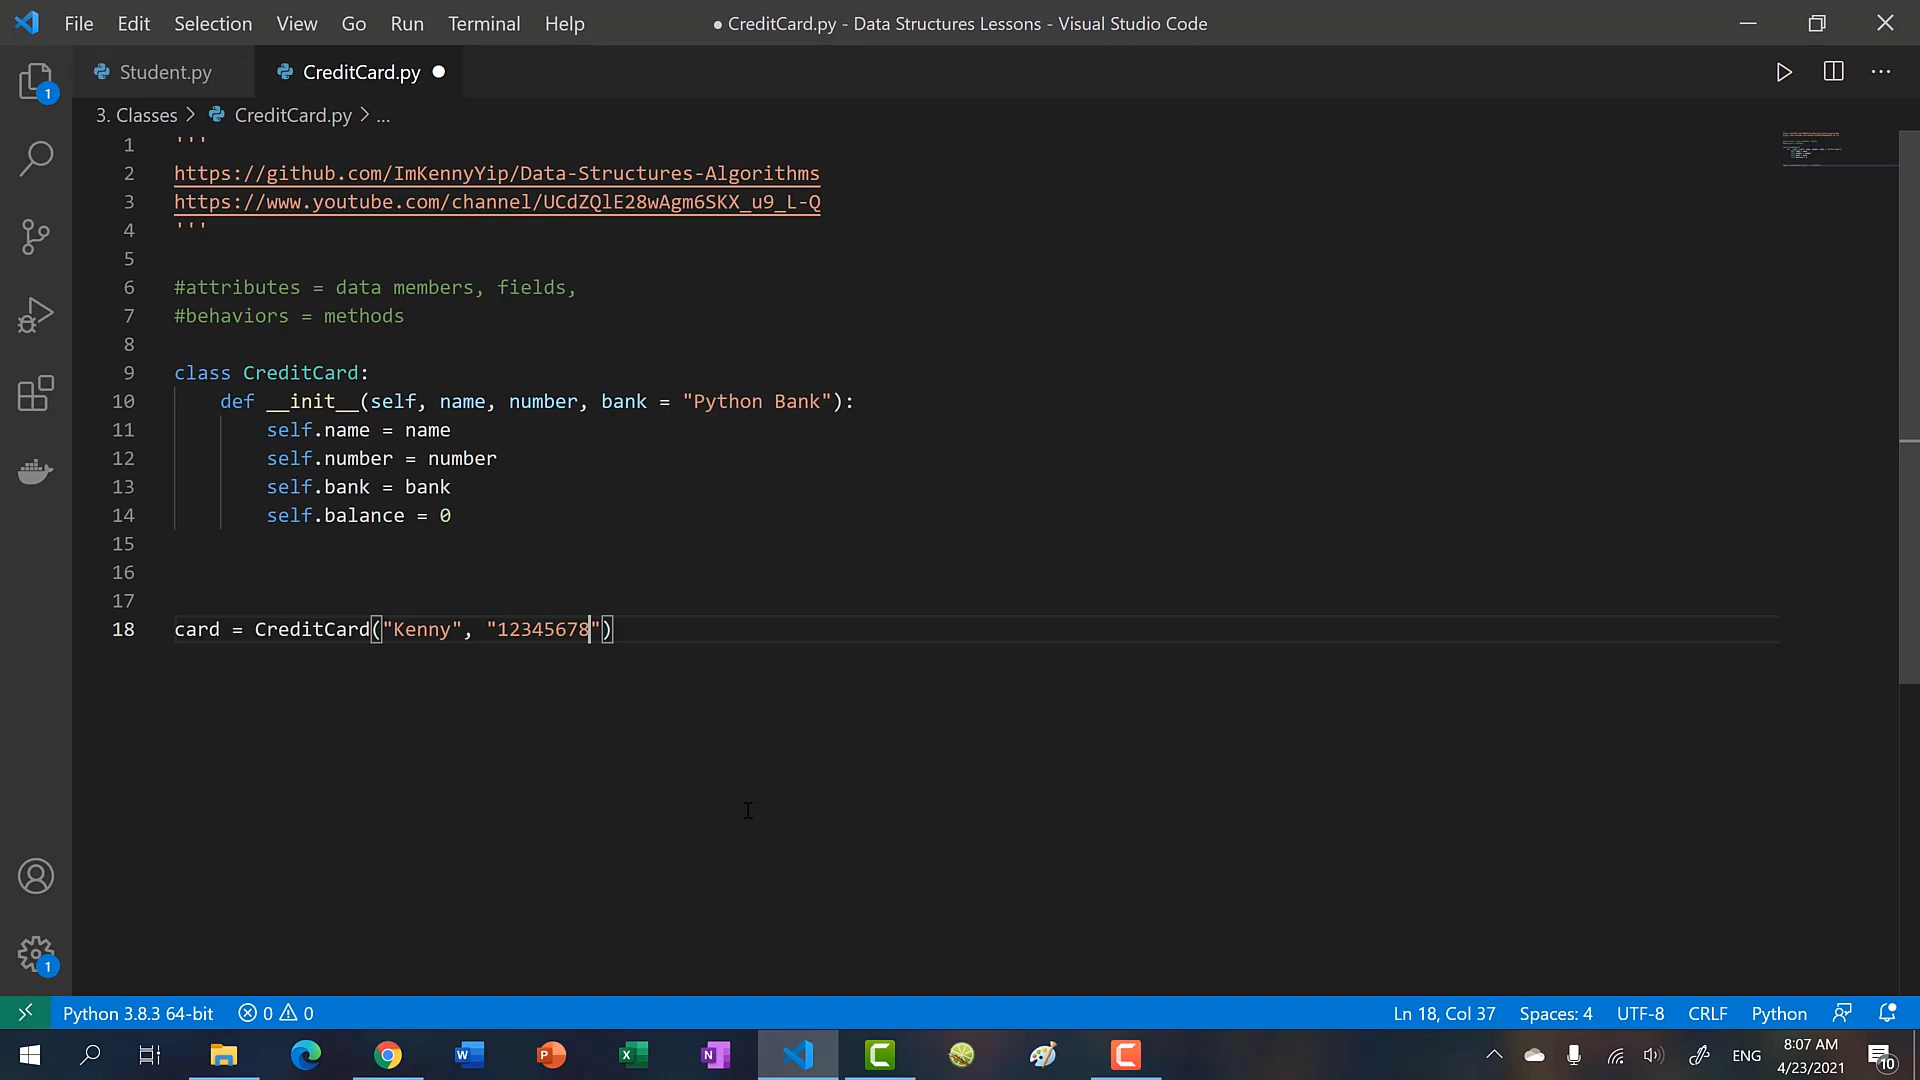 File Edit Selection View Go Run Terminal Help ● CreditCard.py - Data Structures Lessons - Visual Studio Code
Student.py CreditCard.py ●
3. Classes > CreditCard.py > ...
1 '''
2 https://github.com/ImKennyYip/Data-Structures-Algorithms
3 https://www.youtube.com/channel/UCdZQlE28wAgm6SKX_u9_L-Q
4 '''
5
6 #attributes = data members, fields,
7 #behaviors = methods
8
9 class CreditCard:
10 def __init__(self, name, number, bank = "Python Bank"):
11 self.name = name
12 self.number = number
13 self.bank = bank
14 self.balance = 0
15
16
17
18 card = CreditCard("Kenny", "12345678")
1
1
Python 3.8.3 64-bit 0 0 Ln 18, Col 37 Spaces: 4 UTF-8 CRLF Python
ENG 8:07 AM
4/23/2021 10